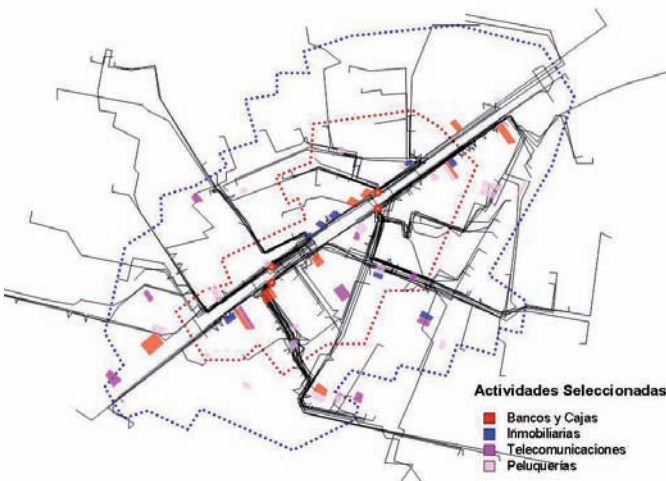 Actividades Seleccionadas
Bancos y Cajas
Inmobiliarias
Telecomunicaciones
Peluquerías